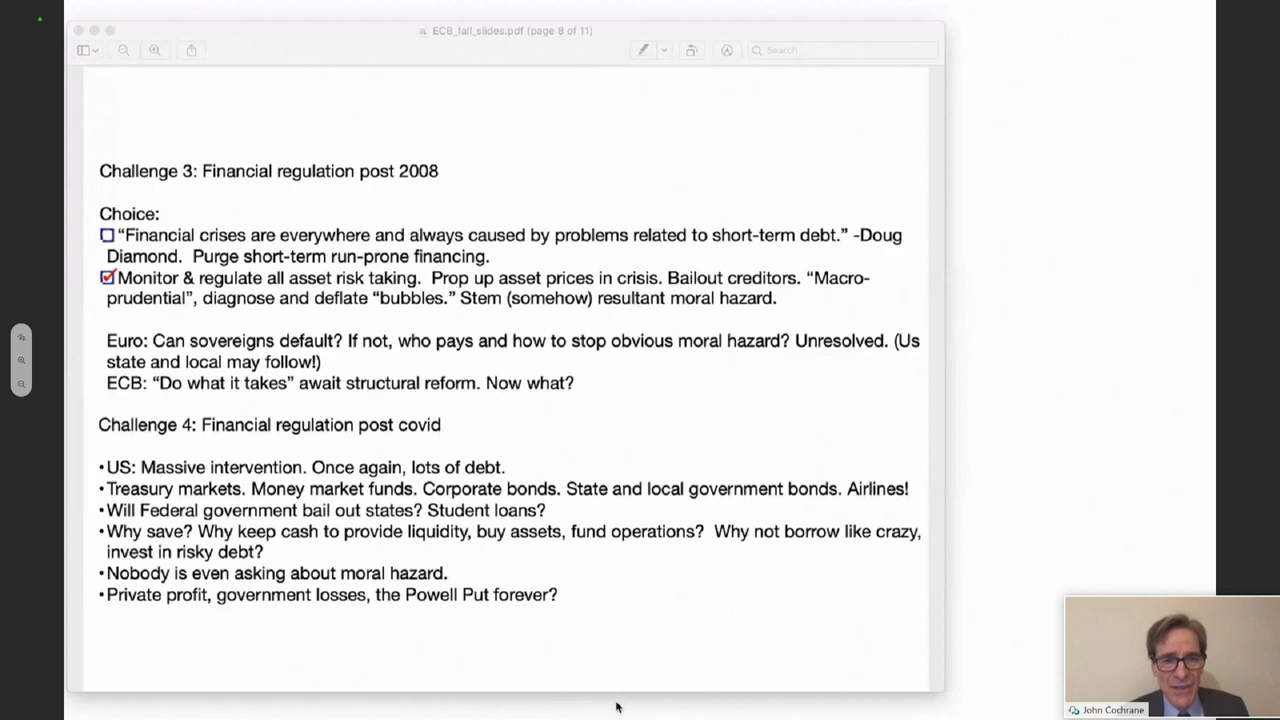 ECB_fall_slides.pdf (page 8 of 11)
Search
Challenge 3: Financial regulation post 2008
Choice:
“Financial crises are everywhere and always caused by problems related to short-term debt.” -Doug
Diamond. Purge short-term run-prone financing.
Monitor & regulate all asset risk taking. Prop up asset prices in crisis. Bailout creditors. “Macro-
prudential”, diagnose and deflate “bubbles.” Stem (somehow) resultant moral hazard.
Euro: Can sovereigns default? If not, who pays and how to stop obvious moral hazard? Unresolved. (Us
state and local may follow!)
ECB: “Do what it takes” await structural reform. Now what?
Challenge 4: Financial regulation post covid
•US: Massive intervention. Once again, lots of debt.
•Treasury markets. Money market funds. Corporate bonds. State and local government bonds. Airlines!
•Will Federal government bail out states? Student loans?
•Why save? Why keep cash to provide liquidity, buy assets, fund operations? Why not borrow like crazy,
invest in risky debt?
•Nobody is even asking about moral hazard.
•Private profit, government losses, the Powell Put forever?
John Cochrane